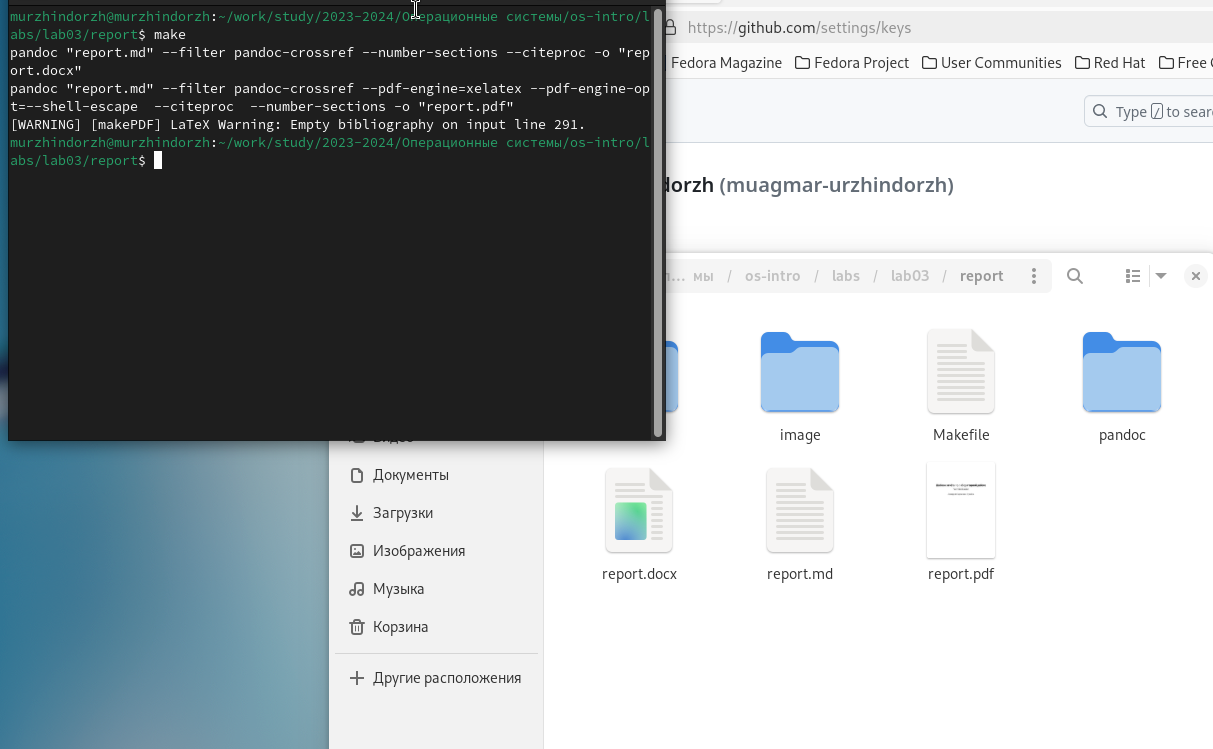 murzhindorzh@murzhindorzh:~/work/study/2023-2024/Операционные системы/os-intro/l
abs/lab03/report$ make
pandoc "report.md" --filter pandoc-crossref --number-sections --citeproc -o "rep
ort.docx"
pandoc "report.md" --filter pandoc-crossref --pdf-engine=xelatex --pdf-engine-op
t=--shell-escape  --citeproc  --number-sections -o "report.pdf"
[WARNING] [makePDF] LaTeX Warning: Empty bibliography on input line 291.
murzhindorzh@murzhindorzh:~/work/study/2023-2024/Операционные системы/os-intro/l
abs/lab03/report$
https://github.com/settings/keys
Fedora Magazine Fedora Project User Communities Red Hat Free
Type / to sear
dorzh (muagmar-urzhindorzh)
л... мы / os-intro / labs / lab03 / report
image Makefile pandoc
report.docx report.md report.pdf
Документы
Загрузки
Изображения
Музыка
Корзина
Другие расположения